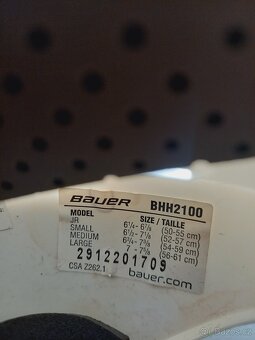 BAUER BHH2100
MODEL SIZE / TAILLE
JR 6¼ - 6⅞ (50-55 cm)
SMALL 6½ - 7⅛ (52-57 cm)
MEDIUM 6¾ - 7⅜ (54-59 cm)
LARGE 7 - 7⅝ (56-61 cm)
2912201709
CSA Z262.1 bauer.com